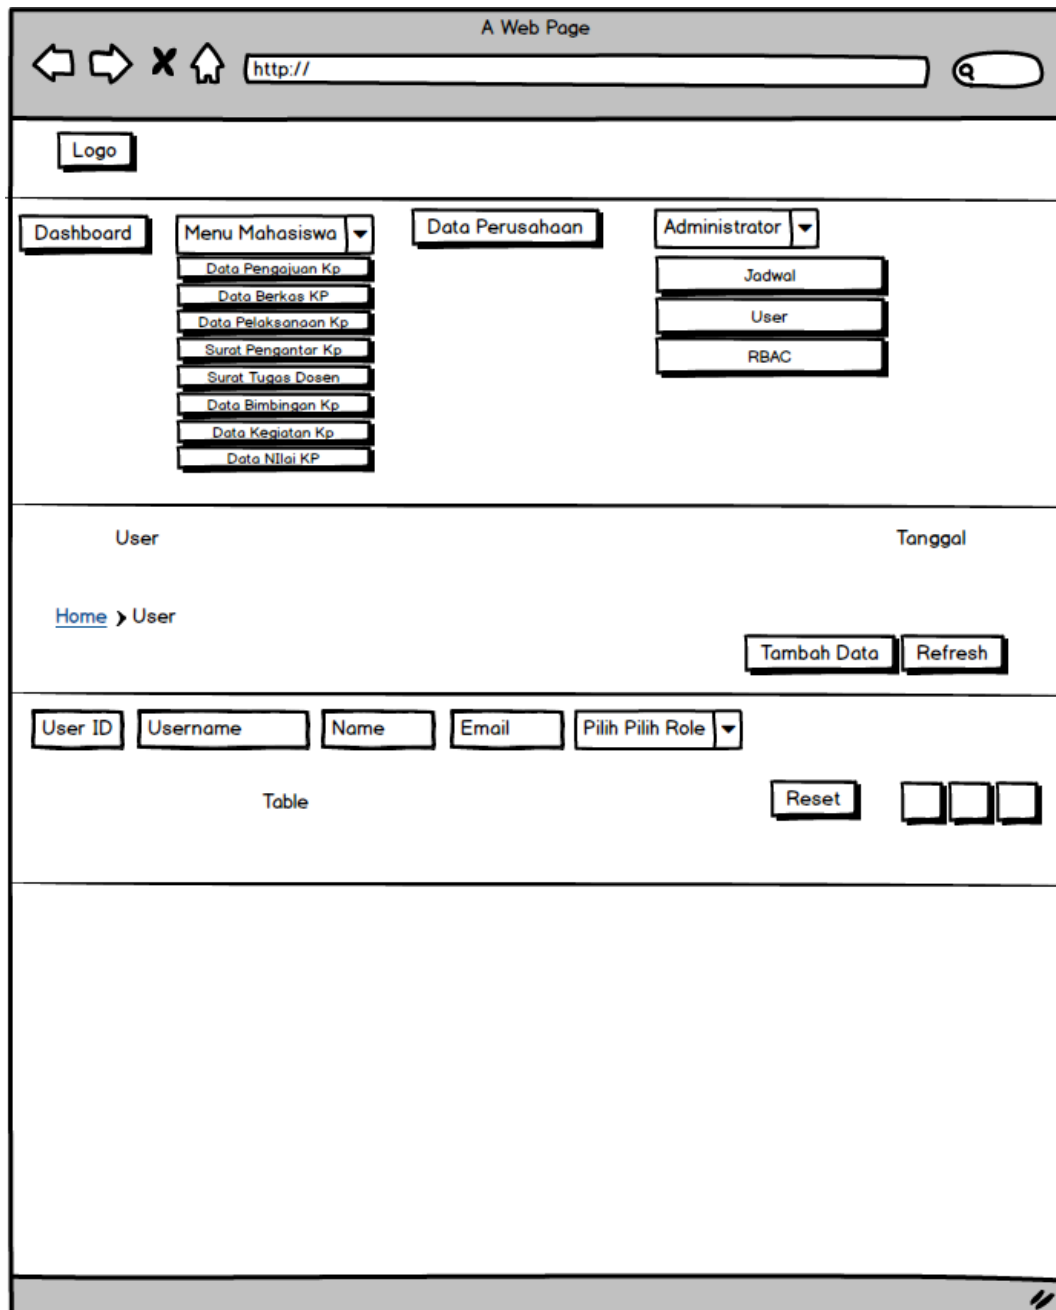 A Web Page
http://
Logo
Dashboard
Menu Mahasiswa
Data Perusahaan
Administrator
Data Pengajuan Kp
Data Berkas KP
Data Pelaksanaan Kp
Surat Pengantar Kp
Surat Tugas Dosen
Data Bimbingan Kp
Data Kegiatan Kp
Data NIlai KP
Jadwal
User
RBAC
User
Tanggal
Home User
Tambah Data
Refresh
User ID
Username
Name
Email
Pilih Pilih Role
Table
Reset